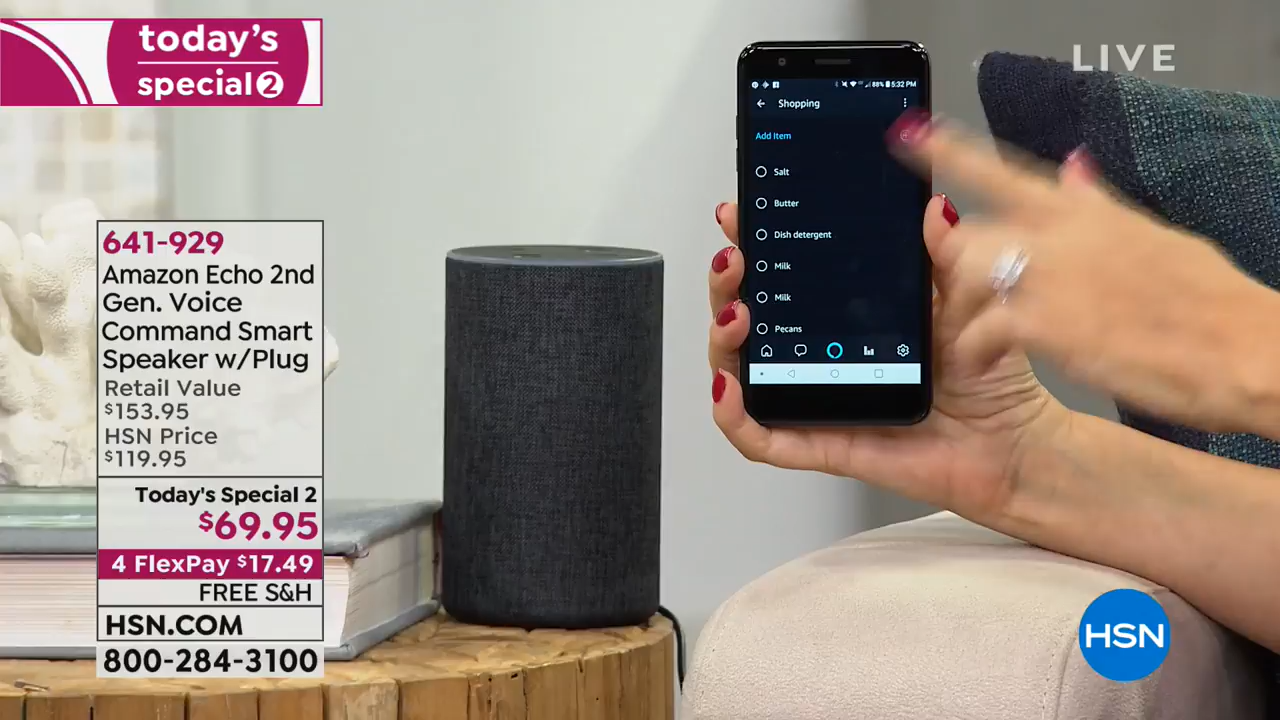 today's
special 2
LIVE
641-929
Amazon Echo 2nd
Gen. Voice
Command Smart
Speaker w/Plug
Retail Value
$153.95
HSN Price
$119.95
Today's Special 2
$69.95
4 FlexPay $17.49
FREE S&H
HSN.COM
800-284-3100
88% 5:32 PM
Shopping
Add Item
Salt
Butter
Dish detergent
Milk
Milk
Pecans
HSN